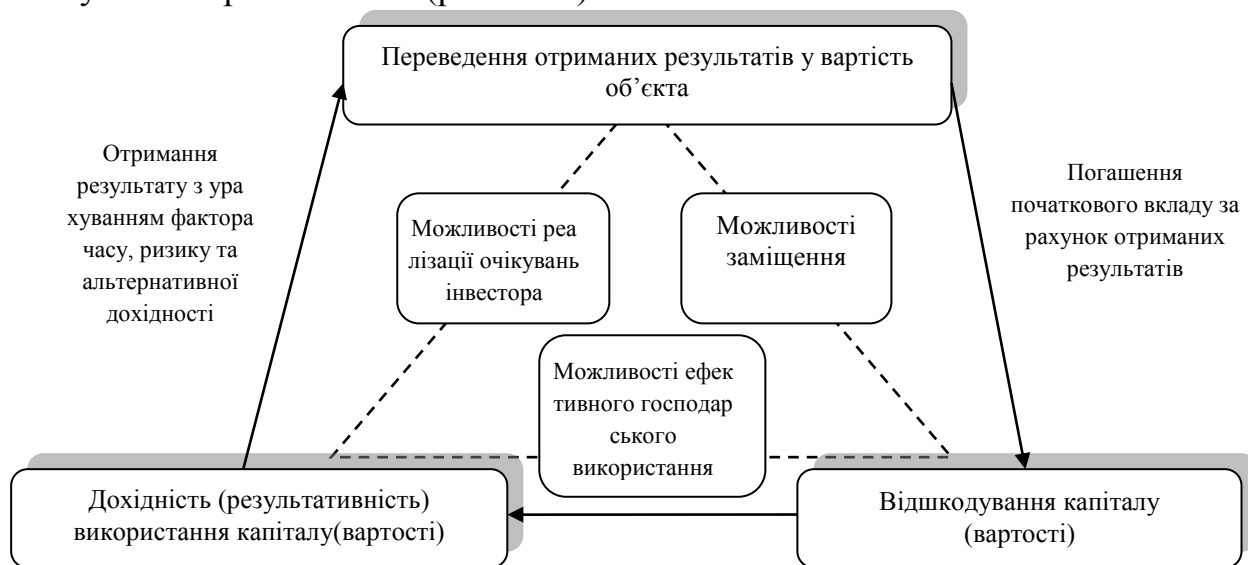 Переведення отриманих результатів у вартість
об’єкта
Отримання
результату з ура
хуванням фактора
часу, ризику та
альтернативної
дохідності
Можливості реа
лізації очікувань
інвестора
Можливості
заміщення
Погашення
початкового вкладу за
рахунок отриманих
результатів
Можливості ефек
тивного господар
ського
використання
Дохідність (результативність)
використання капіталу(вартості)
Відшкодування капіталу
(вартості)